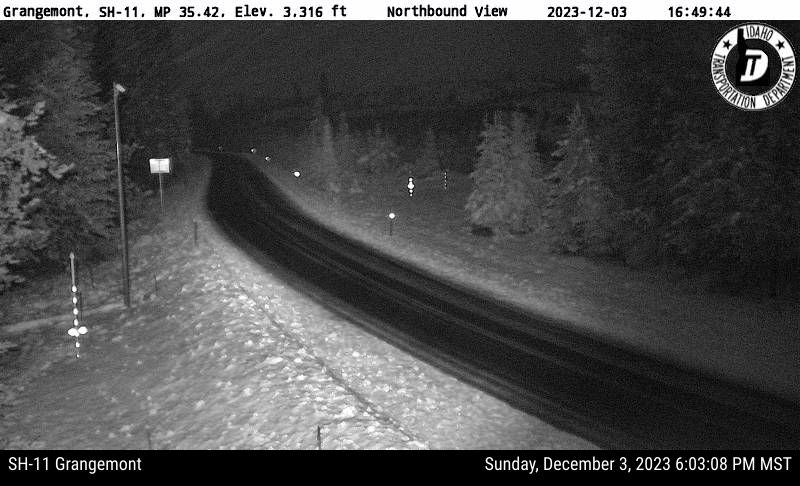 Grangemont, SH-11, MP 35.42, Elev. 3,316 ft Northbound View 2023-12-03 16:49:44
IDAHO
TRANSPORTATION DEPARTMENT
SH-11 Grangemont Sunday, December 3, 2023 6:03:08 PM MST